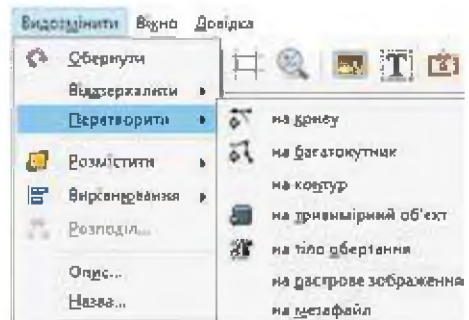 Видозмінити Вікно Довідка
Обернути
Віддзеркалити
Перетворити
Розмістити
Вирівнювання
Розподіл...
Опис...
Назва...
на криву
на багатокутник
на контур
на тривимірний об'єкт
на тіло обертання
на растрове зображення
на метафайл